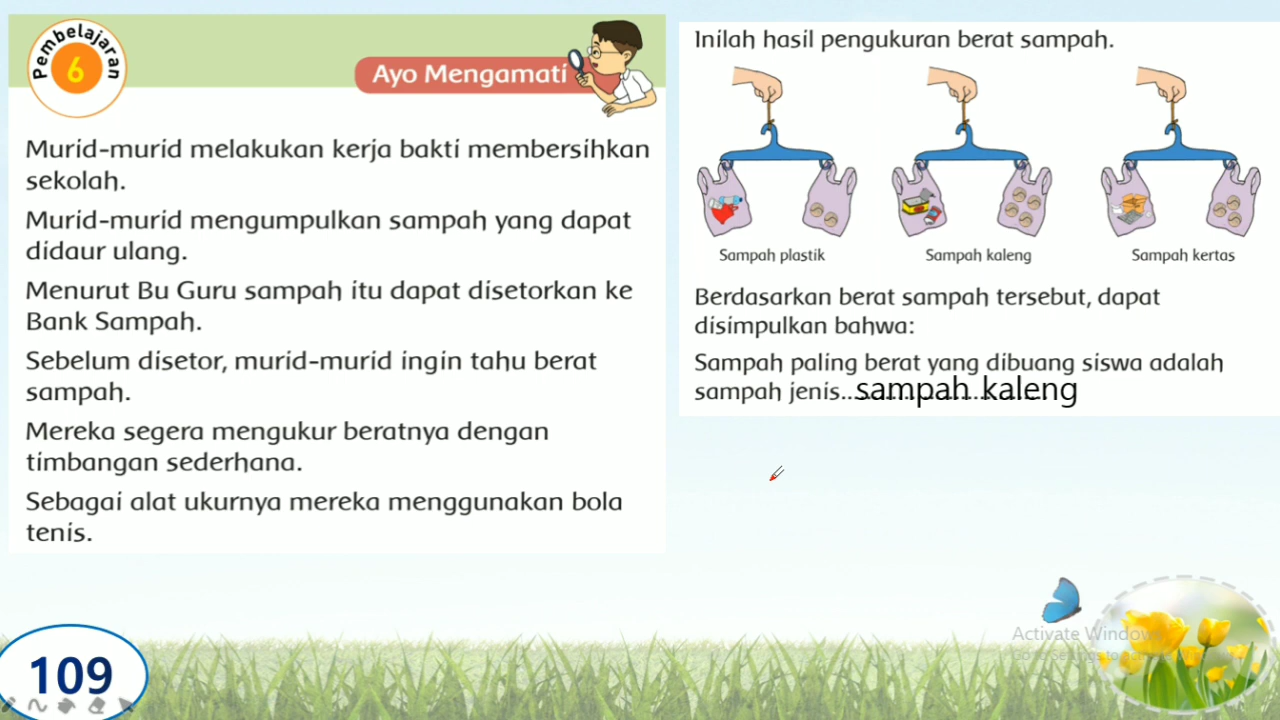 Pembelajaran
6
Ayo Mengamati
Murid-murid melakukan kerja bakti membersihkan
sekolah.
Murid-murid mengumpulkan sampah yang dapat
didaur ulang.
Menurut Bu Guru sampah itu dapat disetorkan ke
Bank Sampah.
Sebelum disetor, murid-murid ingin tahu berat
sampah.
Mereka segera mengukur beratnya dengan
timbangan sederhana.
Sebagai alat ukurnya mereka menggunakan bola
tenis.
Inilah hasil pengukuran berat sampah.
Sampah plastik
Sampah kaleng
Sampah kertas
Berdasarkan berat sampah tersebut, dapat
disimpulkan bahwa:
Sampah paling berat yang dibuang siswa adalah
sampah jenis...sampah kaleng
Activate Windows
109